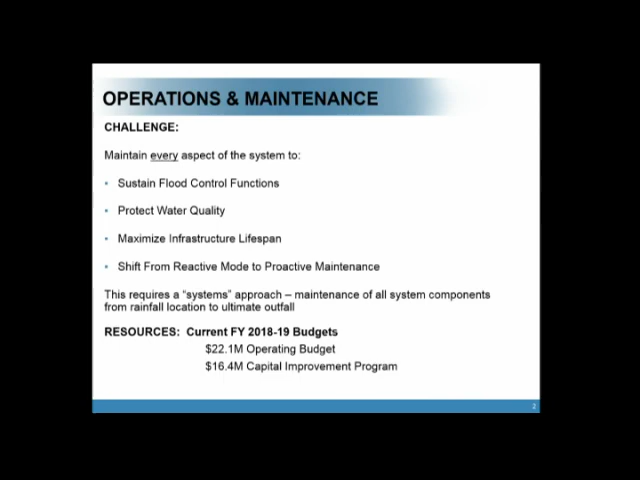 OPERATIONS & MAINTENANCE
CHALLENGE:
Maintain every aspect of the system to:
• Sustain Flood Control Functions
• Protect Water Quality
• Maximize Infrastructure Lifespan
• Shift From Reactive Mode to Proactive Maintenance
This requires a “systems” approach – maintenance of all system components
from rainfall location to ultimate outfall
RESOURCES: Current FY 2018-19 Budgets
$22.1M Operating Budget
$16.4M Capital Improvement Program
2